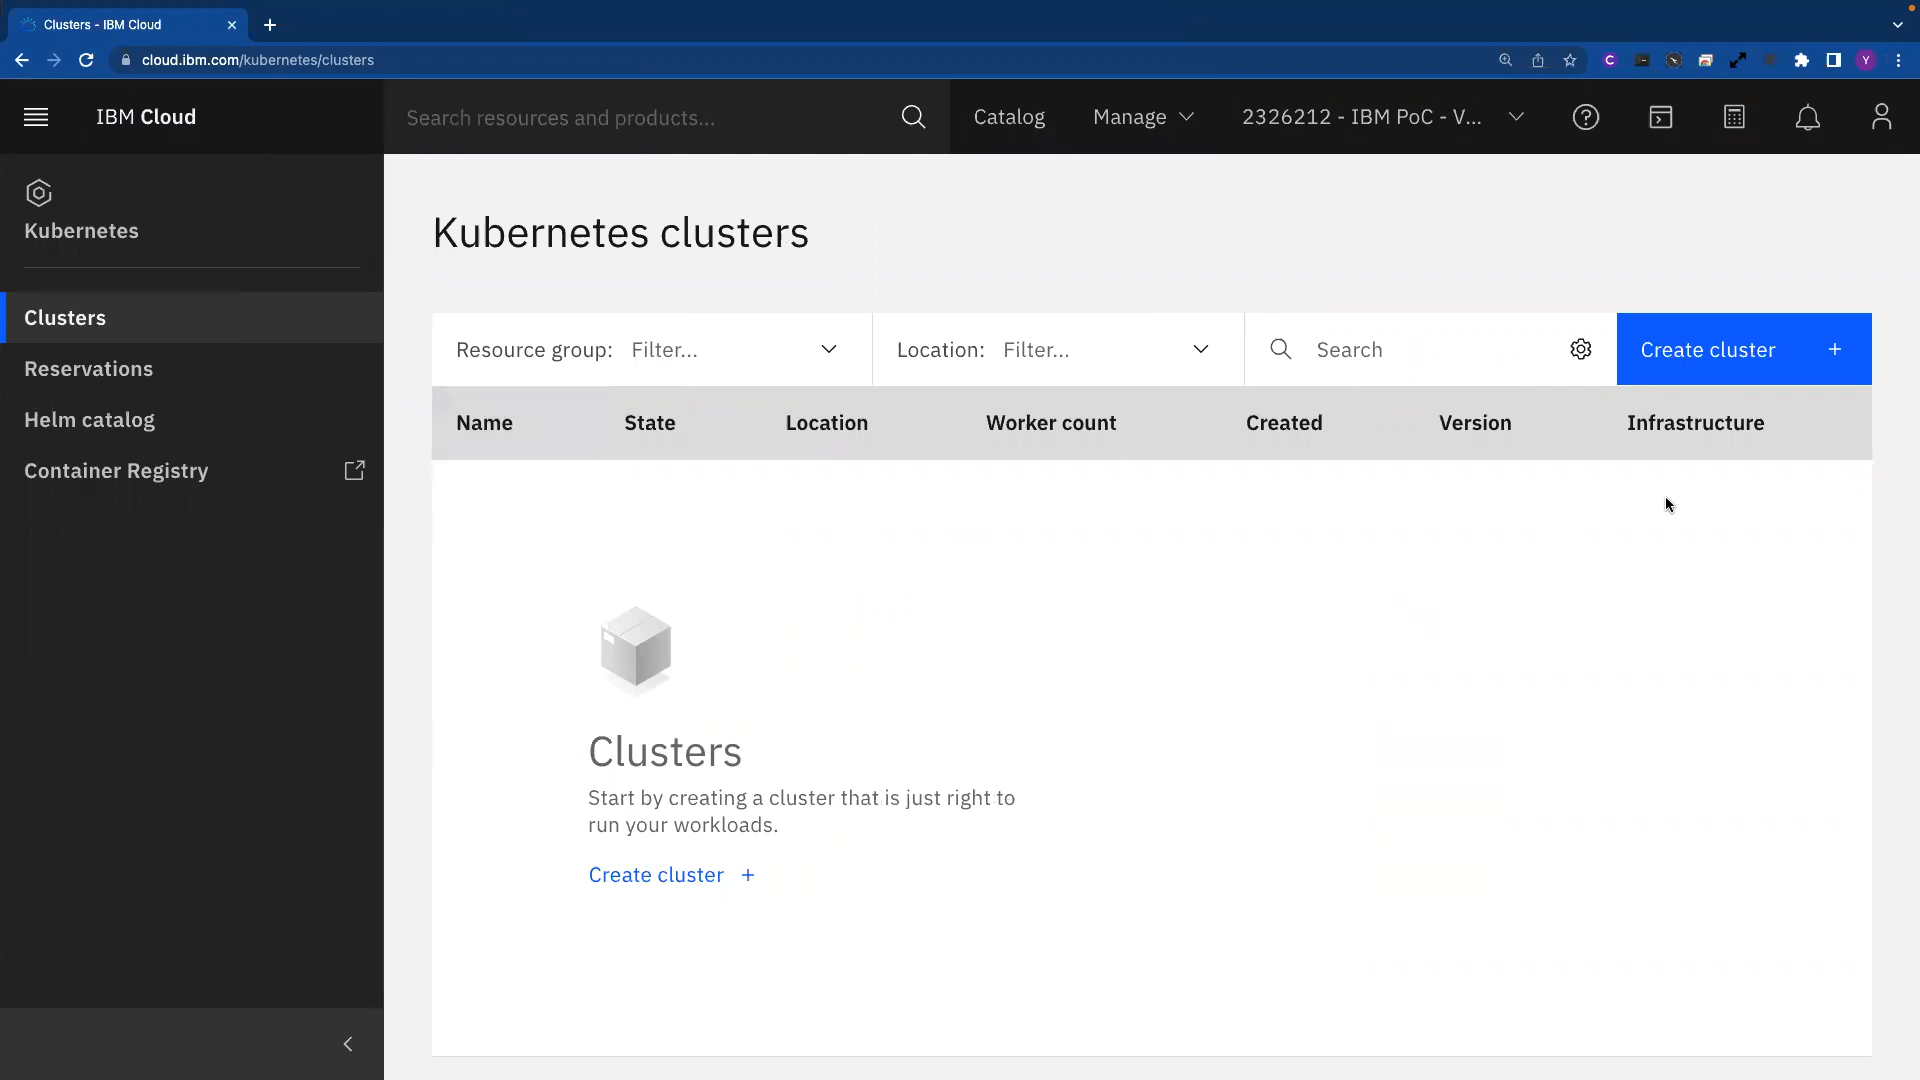 Clusters - IBM Cloud
cloud.ibm.com/kubernetes/clusters
C
Y
IBM Cloud
Search resources and products...
Catalog
Manage
2326212 - IBM PoC - V...
Kubernetes
Clusters
Reservations
Helm catalog
Container Registry
Kubernetes clusters
Resource group: Filter...
Location: Filter...
Search
Create cluster +
Name State Location Worker count Created Version Infrastructure
Clusters
Start by creating a cluster that is just right to
run your workloads.
Create cluster +